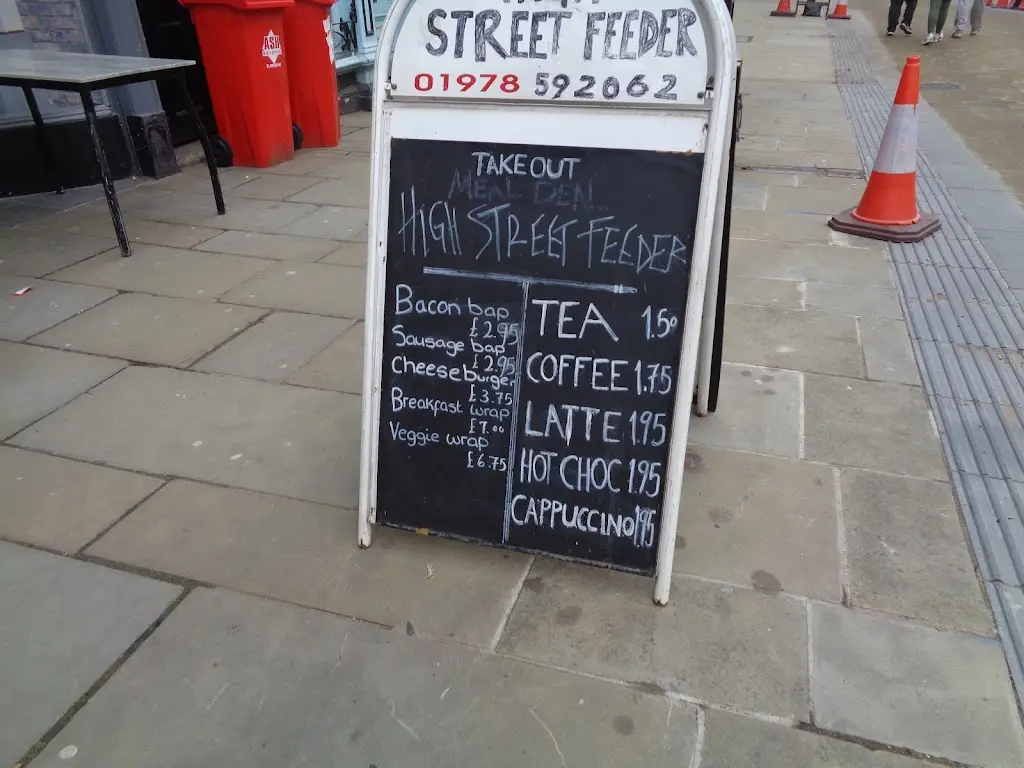 STREET FEEDER
01978 592062
TAKE OUT
MEAL DEAL
HIGH STREET FEEDER
Bacon bap
£2.95
Sausage bap
£2.95
Cheeseburger
£3.75
Breakfast wrap
£7.00
Veggie wrap
£6.75
TEA 1.50
COFFEE 1.75
LATTE 1.95
HOT CHOC 1.95
CAPPUCCINO 1.95
ASH